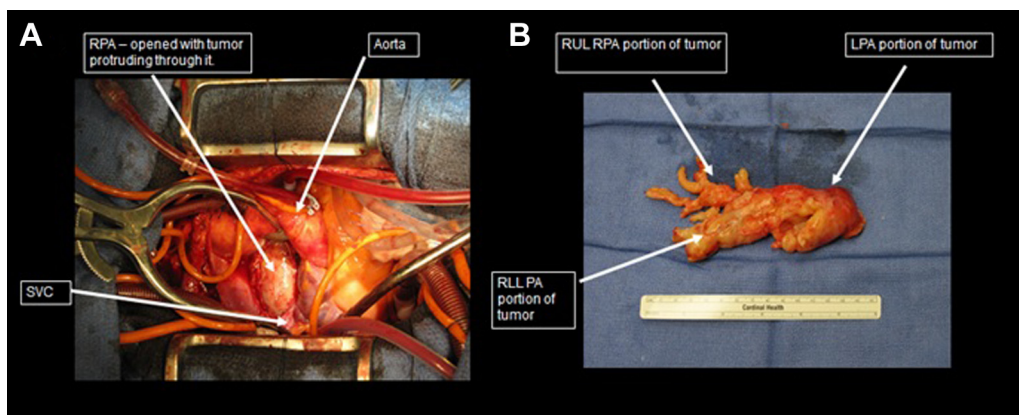 A
RPA – opened with tumor
protruding through it.
Aorta
SVC
B
RUL RPA portion of tumor
LPA portion of tumor
RLL PA
portion of
tumor
Cardinal Health